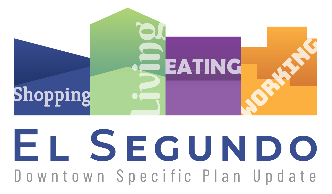 Shopping
Living
EATING
WORKING
EL SEGUNDO
Downtown Specific Plan Update